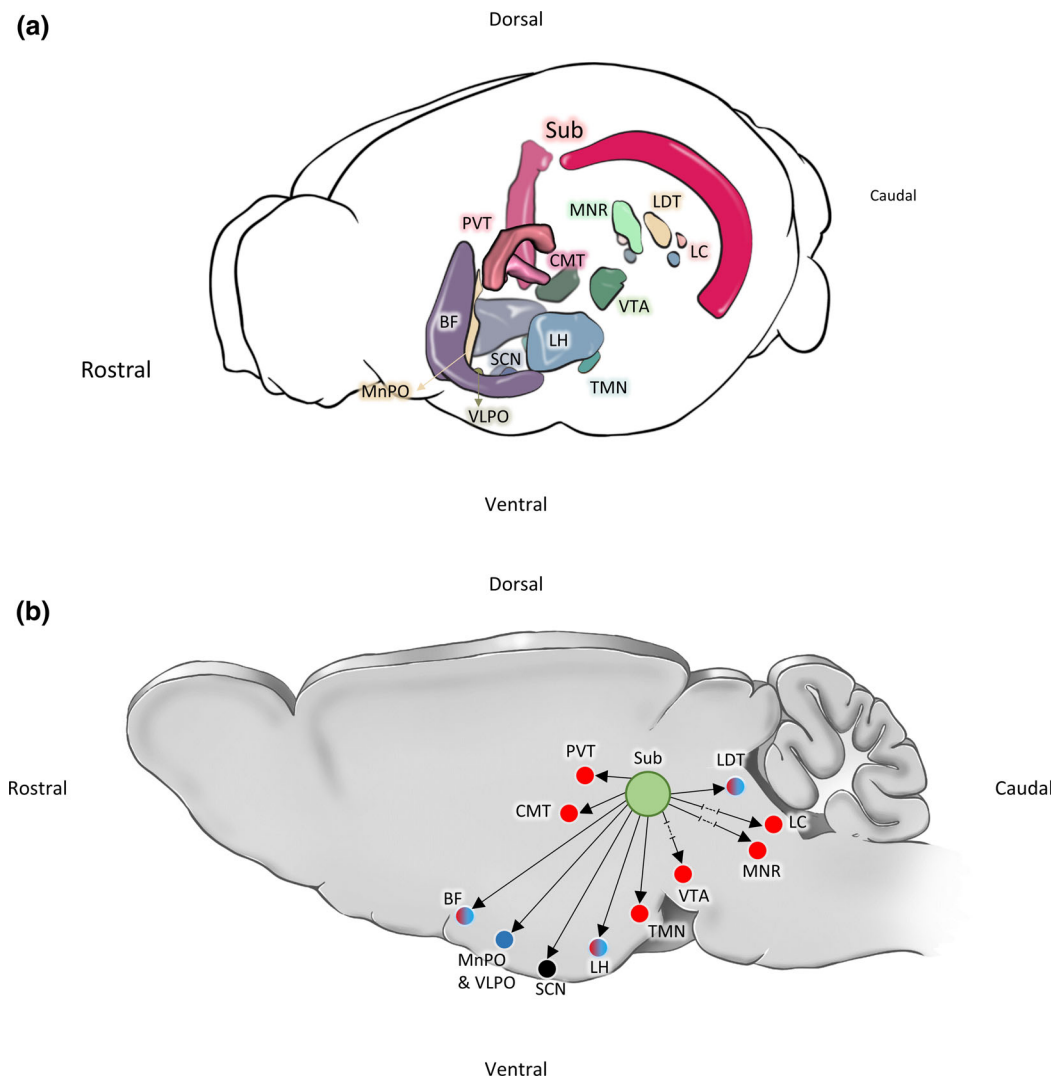 (a)
Dorsal
Sub
Caudal
MNR
LDT
PVT
CMT
LC
VTA
BF
LH
SCN
Rostral
MnPO
TMN
VLPO
Ventral
Dorsal
(b)
PVT
Sub
LDT
Rostral
Caudal
CMT
LC
MNR
VTA
BF
TMN
MnPO
& VLPO
LH
SCN
Ventral